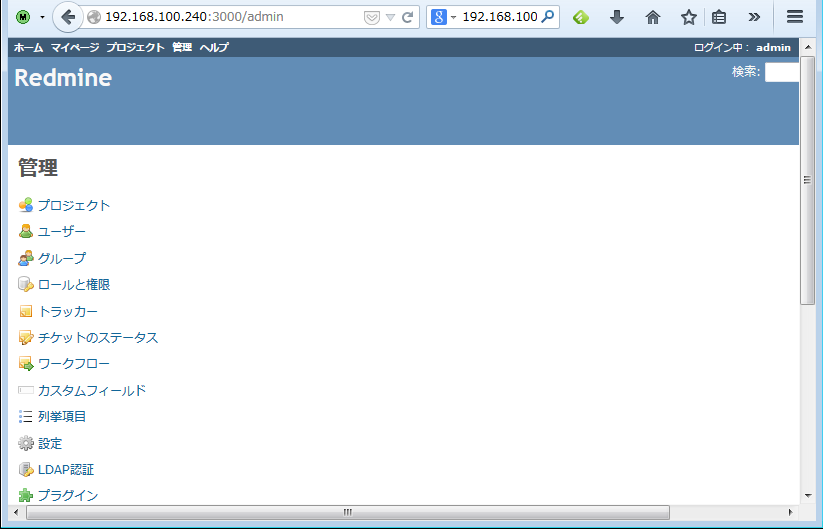 192.168.100.240:3000/admin
192.168.100
ホーム マイページ プロジェクト 管理 ヘルプ
ログイン中： admin
Redmine
検索:
管理
プロジェクト
ユーザー
グループ
ロールと権限
トラッカー
チケットのステータス
ワークフロー
カスタムフィールド
列挙項目
設定
LDAP認証
プラグイン